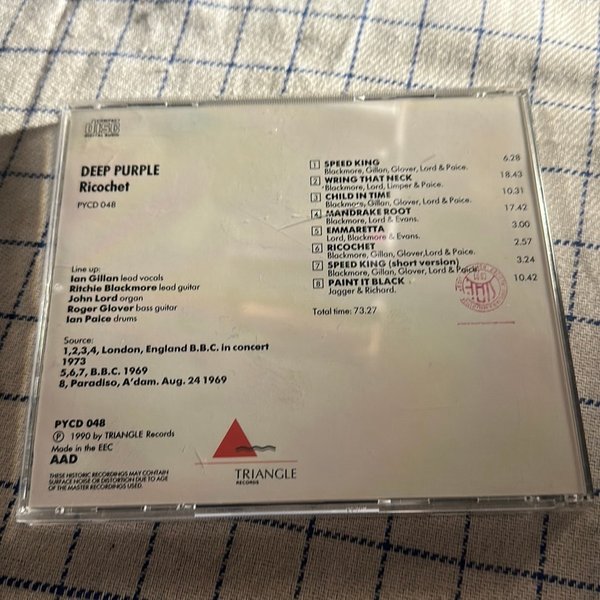 COMPACT
disc
DIGITAL AUDIO
DEEP PURPLE
Ricochet
PYCD 048
Line up:
Ian Gillan lead vocals
Ritchie Blackmore lead guitar
John Lord organ
Roger Glover bass guitar
Ian Paice drums
Source:
1,2,3,4, London, England B.B.C. in concert
1973
5,6,7, B.B.C. 1969
8, Paradiso, A'dam. Aug. 24 1969
PYCD 048
℗ 1990 by TRIANGLE Records
Made in the EEC
AAD
THESE HISTORIC RECORDINGS MAY CONTAIN
SURFACE NOISE OR DISTORTION DUE TO AGE
OF THE MASTER RECORDINGS USED.
1 SPEED KING 6.28
Blackmore, Gillan, Glover, Lord & Paice.
2 WRING THAT NECK 18.43
Blackmore, Lord, Limper & Paice.
3 CHILD IN TIME 10.31
Blackmore, Gillan, Glover, Lord & Paice.
4 MANDRAKE ROOT 17.42
Blackmore, Lord & Evans.
5 EMMARETTA 3.00
Lord, Blackmore & Evans.
6 RICOCHET 2.57
Blackmore, Gillan, Glover,Lord & Paice.
7 SPEED KING (short version) 3.24
Blackmore, Gillan, Glover, Lord & Paice.
8 PAINT IT BLACK 10.42
Jagger & Richard.
Total time: 73.27
TRIANGLE
RECORDS